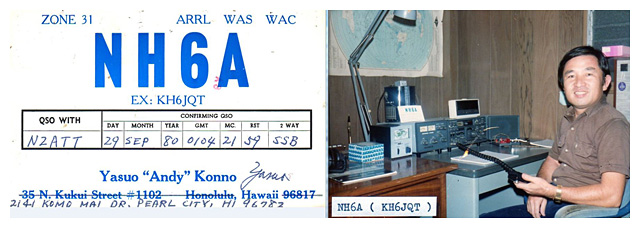 ZONE 31 ARRL WAS WAC
NH6A
EX: KH6JQT
QSO WITH CONFIRMING QSO
DAY MONTH YEAR GMT MC. RST 2 WAY
N2ATT 29 SEP 80 0104 21 59 SSB
Yasuo "Andy" Konno Yasuo
35 N. Kukui Street #1102 Honolulu, Hawaii 96817
2141 KOMO MAI DR. PEARL CITY, HI 96782
NH6A ( KH6JQT )